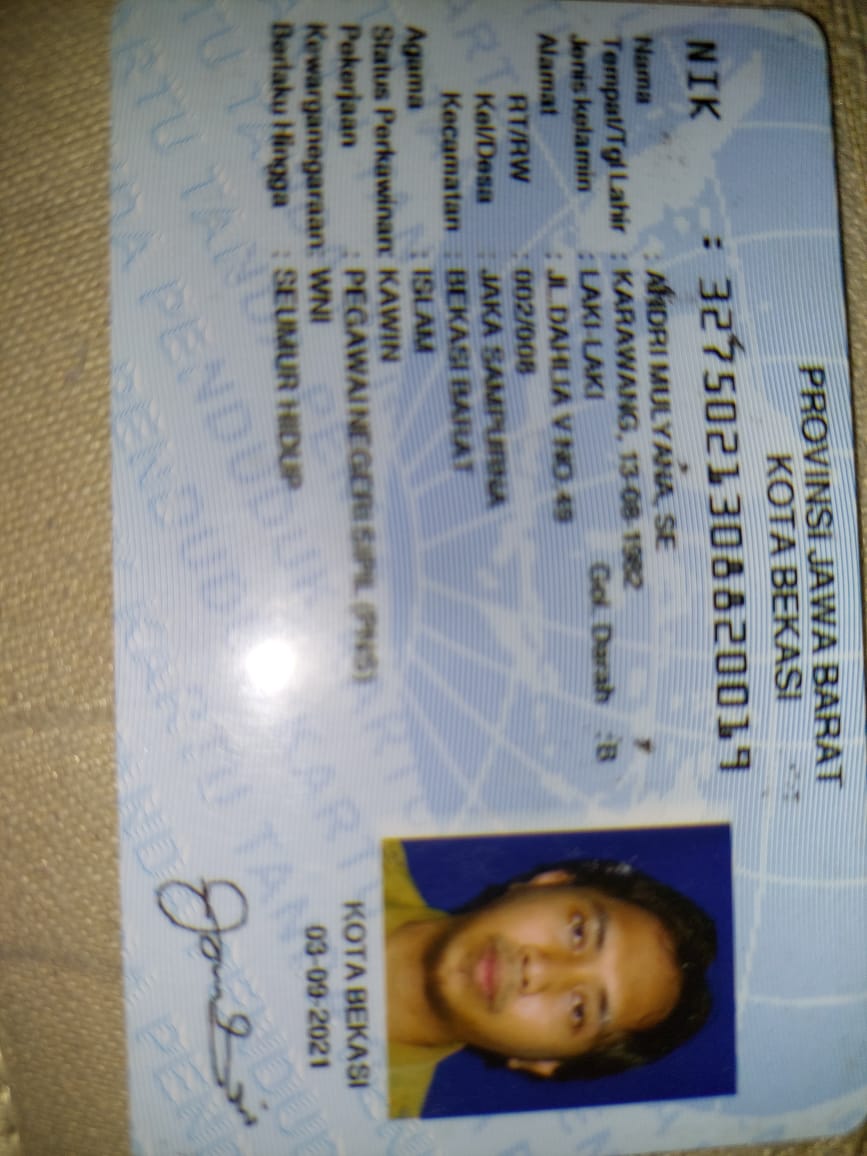 PROVINSI JAWA BARAT
KOTA BEKASI
NIK : 3275021308820019
Nama : ANDRI MULYANA, SE
Tempat/Tgl Lahir : KARAWANG, 13-08-1982
Jenis kelamin : LAKI-LAKI Gol. Darah :B
Alamat : JL.DAHLIA V NO.49
RT/RW : 002/008
Kel/Desa : JAKA SAMPURNA
Kecamatan : BEKASI BARAT
Agama : ISLAM
Status Perkawinan: KAWIN
Pekerjaan : PEGAWAI NEGERI SIPIL (PNS)
Kewarganegaraan: WNI
Berlaku Hingga : SEUMUR HIDUP
KOTA BEKASI
03-09-2021